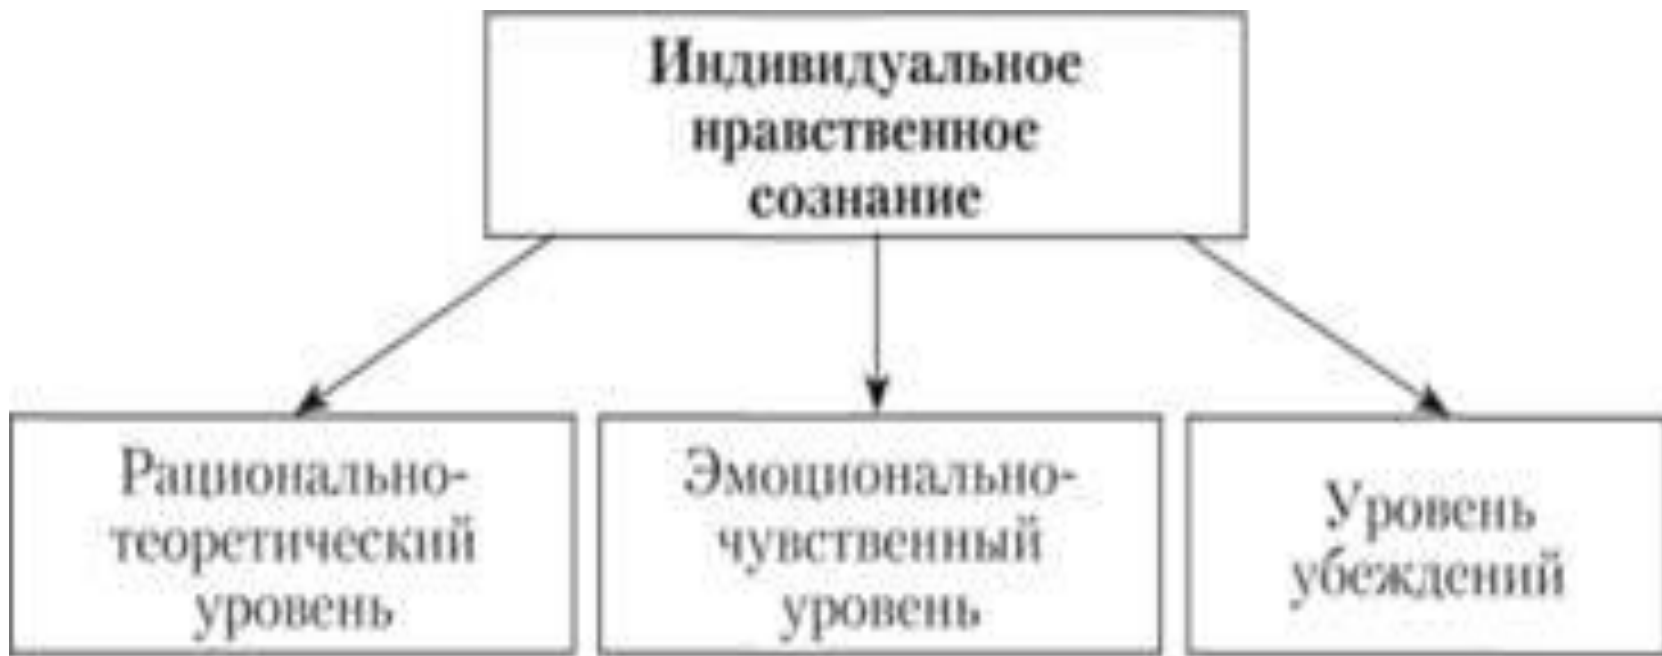 Индивидуальное
нравственное
сознание
Рационально-
теоретический
уровень
Эмоционально-
чувственный
уровень
Уровень
убеждений